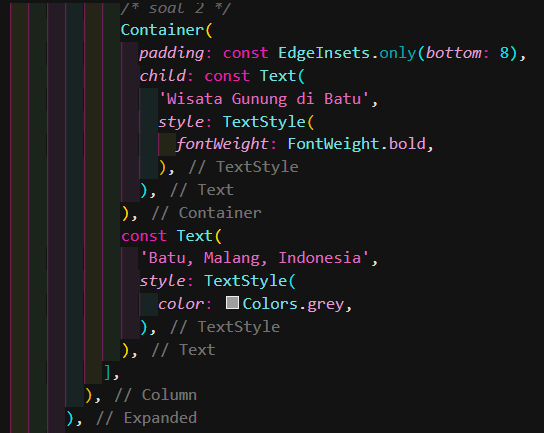 /* soal 2 */
Container(
padding: const EdgeInsets.only(bottom: 8),
child: const Text(
'Wisata Gunung di Batu',
style: TextStyle(
fontWeight: FontWeight.bold,
), // TextStyle
), // Text
), // Container
const Text(
'Batu, Malang, Indonesia',
style: TextStyle(
color: Colors.grey,
), // TextStyle
), // Text
],
), // Column
), // Expanded